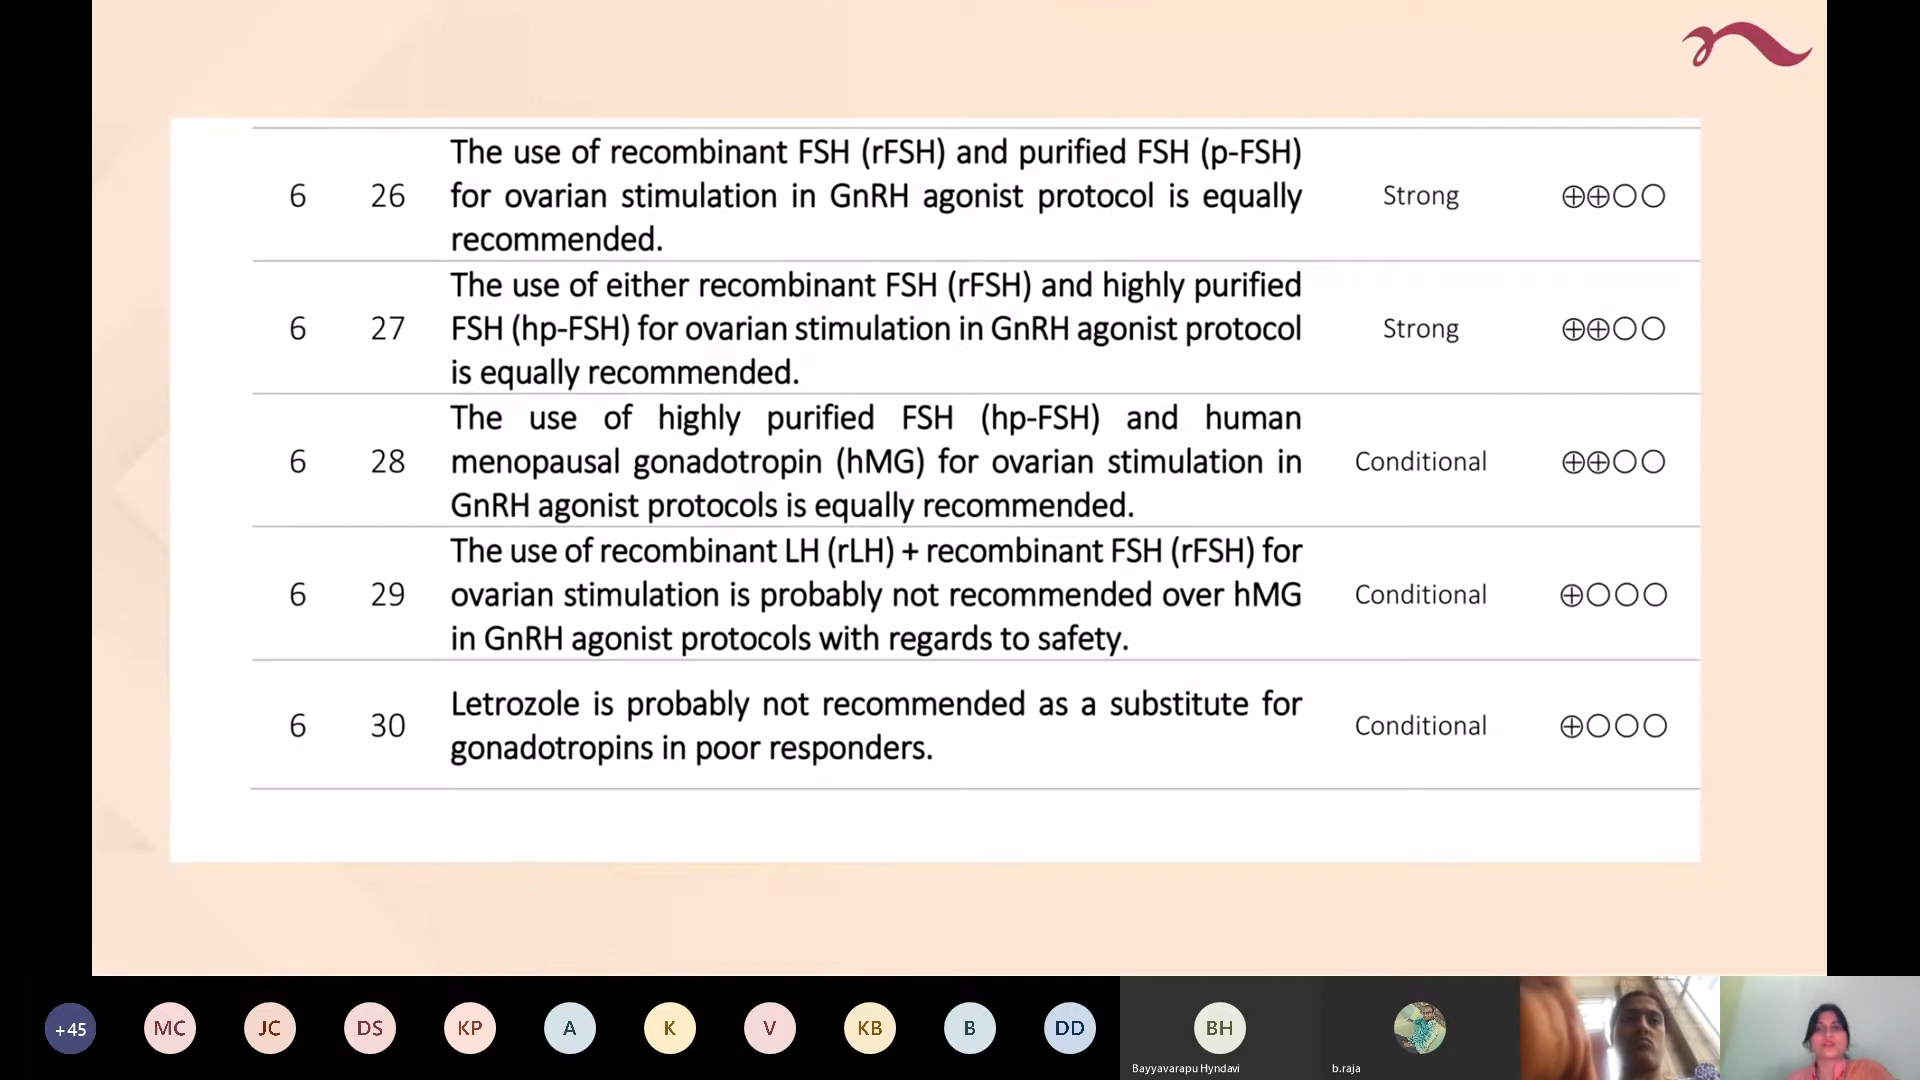 The use of recombinant FSH (rFSH) and purified FSH (p-FSH)
6 26 for ovarian stimulation in GnRH agonist protocol is equally Strong ⊕⊕○○
recommended.
The use of either recombinant FSH (rFSH) and highly purified
6 27 FSH (hp-FSH) for ovarian stimulation in GnRH agonist protocol Strong ⊕⊕○○
is equally recommended.
The use of highly purified FSH (hp-FSH) and human
6 28 menopausal gonadotropin (hMG) for ovarian stimulation in Conditional ⊕⊕○○
GnRH agonist protocols is equally recommended.
The use of recombinant LH (rLH) + recombinant FSH (rFSH) for
6 29 ovarian stimulation is probably not recommended over hMG Conditional ⊕○○○
in GnRH agonist protocols with regards to safety.
Letrozole is probably not recommended as a substitute for
6 30 Conditional ⊕○○○
gonadotropins in poor responders.
+45 MC JC DS KP A K V KB B DD BH
Bayyavarapu Hyndavi b.raja